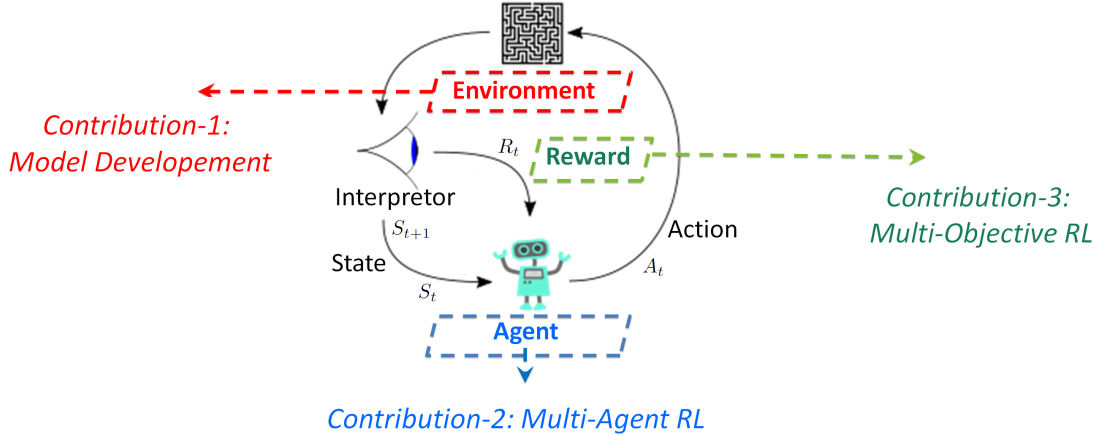 Environment
Contribution-1:
Model Developement
R_t
Reward
Interpretor
Contribution-3:
Multi-Objective RL
S_{t+1}
Action
State
S_t
A_t
Agent
Contribution-2: Multi-Agent RL